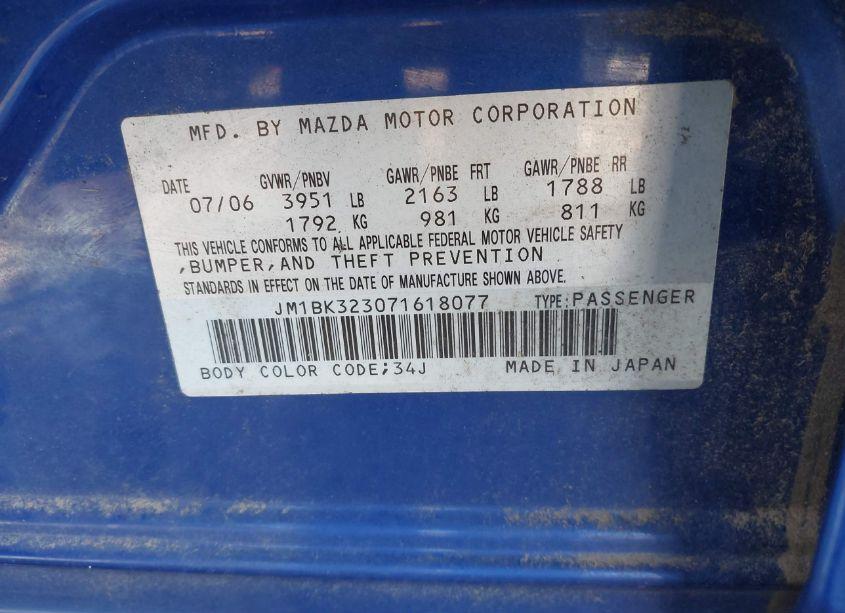 MFD. BY MAZDA MOTOR CORPORATION
DATE GVWR/PNBV GAWR/PNBE FRT GAWR/PNBE RR
07/06 3951 LB 2163 LB 1788 LB
1792 KG 981 KG 811 KG
THIS VEHICLE CONFORMS TO ALL APPLICABLE FEDERAL MOTOR VEHICLE SAFETY
,BUMPER,AND THEFT PREVENTION
STANDARDS IN EFFECT ON THE DATE OF MANUFACTURE SHOWN ABOVE.
JM1BK323071618077 TYPE:PASSENGER
BODY COLOR CODE;34J MADE IN JAPAN